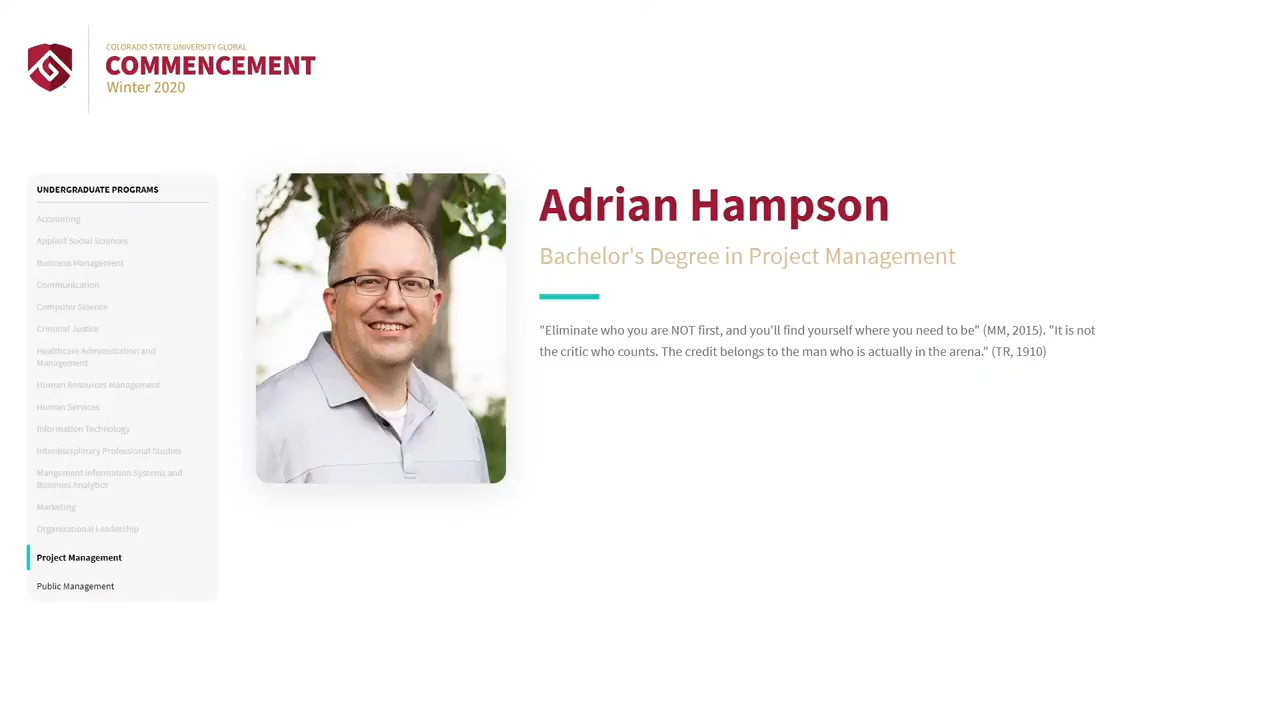 COLORADO STATE UNIVERSITY GLOBAL
COMMENCEMENT
Winter 2020
UNDERGRADUATE PROGRAMS
Accounting
Applied Social Sciences
Business Management
Communication
Computer Science
Criminal Justice
Healthcare Administration and
Management
Human Resources Management
Human Services
Information Technology
Interdisciplinary Professional Studies
Mangement Information Systems and
Business Analytics
Marketing
Organizational Leadership
Project Management
Public Management
Adrian Hampson
Bachelor's Degree in Project Management
"Eliminate who you are NOT first, and you'll find yourself where you need to be" (MM, 2015). "It is not
the critic who counts. The credit belongs to the man who is actually in the arena." (TR, 1910)